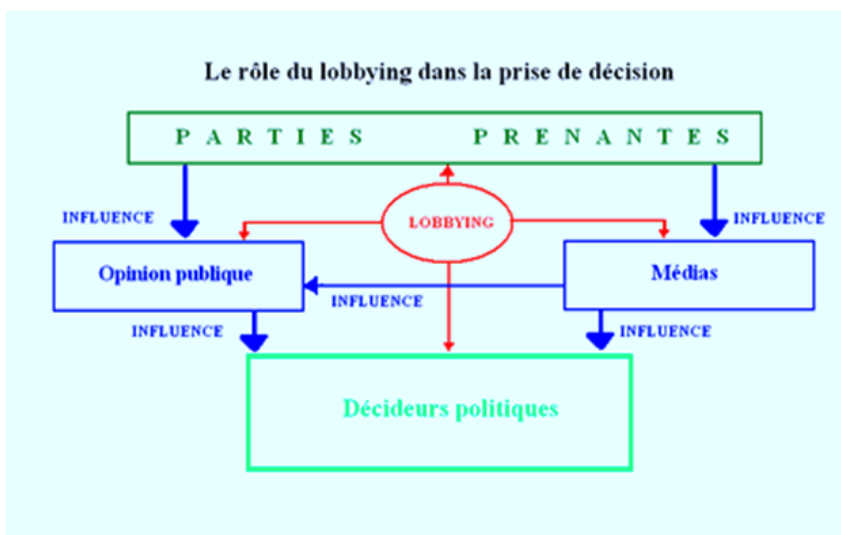 Le rôle du lobbying dans la prise de décision
PARTIES PRENANTES
INFLUENCE
LOBBYING
INFLUENCE
Opinion publique
Médias
INFLUENCE
INFLUENCE
INFLUENCE
Décideurs politiques